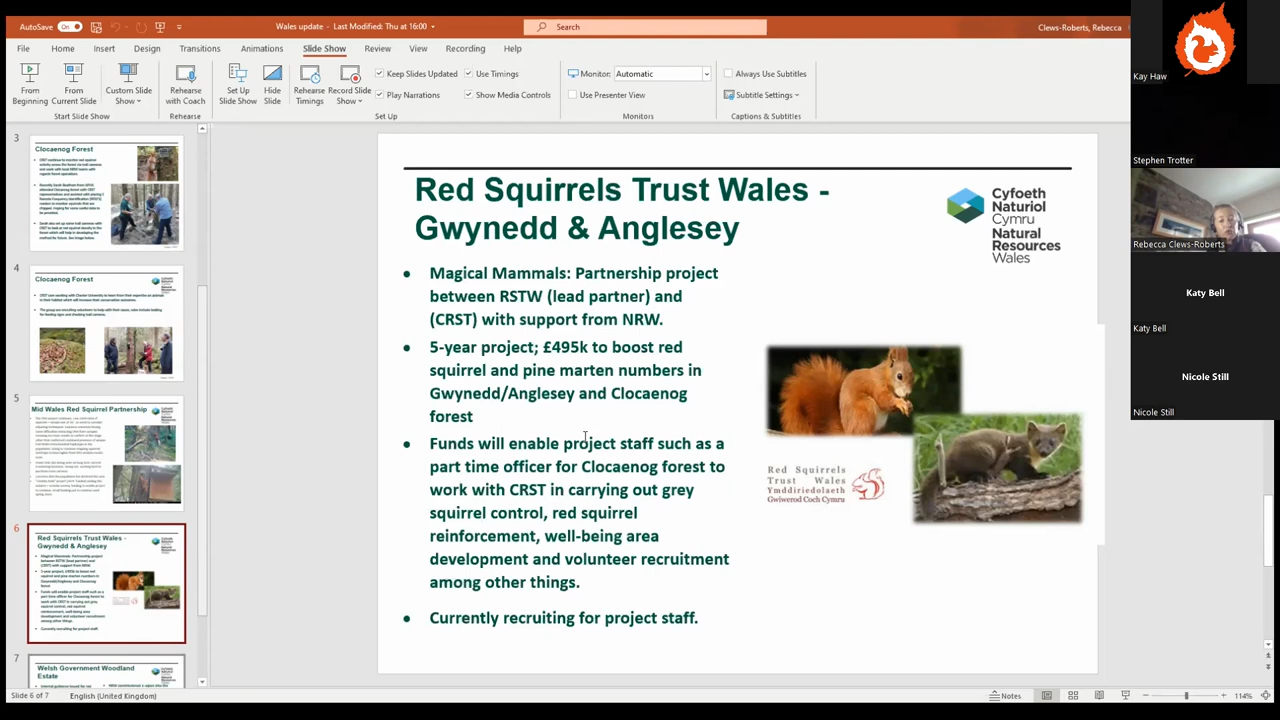 AutoSave On
Wales update - Last Modified: Thu at 16:00
Search
Clews-Roberts, Rebecca
File Home Insert Design Transitions Animations Slide Show Review View Recording Help
From Beginning
From Current Slide
Custom Slide Show
Rehearse with Coach
Set Up Slide Show
Hide Slide
Rehearse Timings
Record Slide Show
Keep Slides Updated
Use Timings
Play Narrations
Show Media Controls
Monitor: Automatic
Use Presenter View
Always Use Subtitles
Subtitle Settings
Start Slide Show
Rehearse
Set Up
Monitors
Captions & Subtitles
3
Clocaenog Forest
4
Clocaenog Forest
5
Mid Wales Red Squirrel Partnership
6
Red Squirrels Trust Wales -
Gwynedd & Anglesey
7
Welsh Government Woodland
Estate
Red Squirrels Trust Wales -
Gwynedd & Anglesey
Cyfoeth
Naturiol
Cymru
Natural
Resources
Wales
Magical Mammals: Partnership project
between RSTW (lead partner) and
(CRST) with support from NRW.
5-year project; £495k to boost red
squirrel and pine marten numbers in
Gwynedd/Anglesey and Clocaenog
forest
Funds will enable project staff such as a
part time officer for Clocaenog forest to
work with CRST in carrying out grey
squirrel control, red squirrel
reinforcement, well-being area
development and volunteer recruitment
among other things.
Currently recruiting for project staff.
Red Squirrels
Trust Wales
Ymddiriedolaeth
Gwiwerod Coch Cymru
Kay Haw
Stephen Trotter
Rebecca Clews-Roberts
Katy Bell
Katy Bell
Nicole Still
Nicole Still
Slide 6 of 7
English (United Kingdom)
Notes
114%